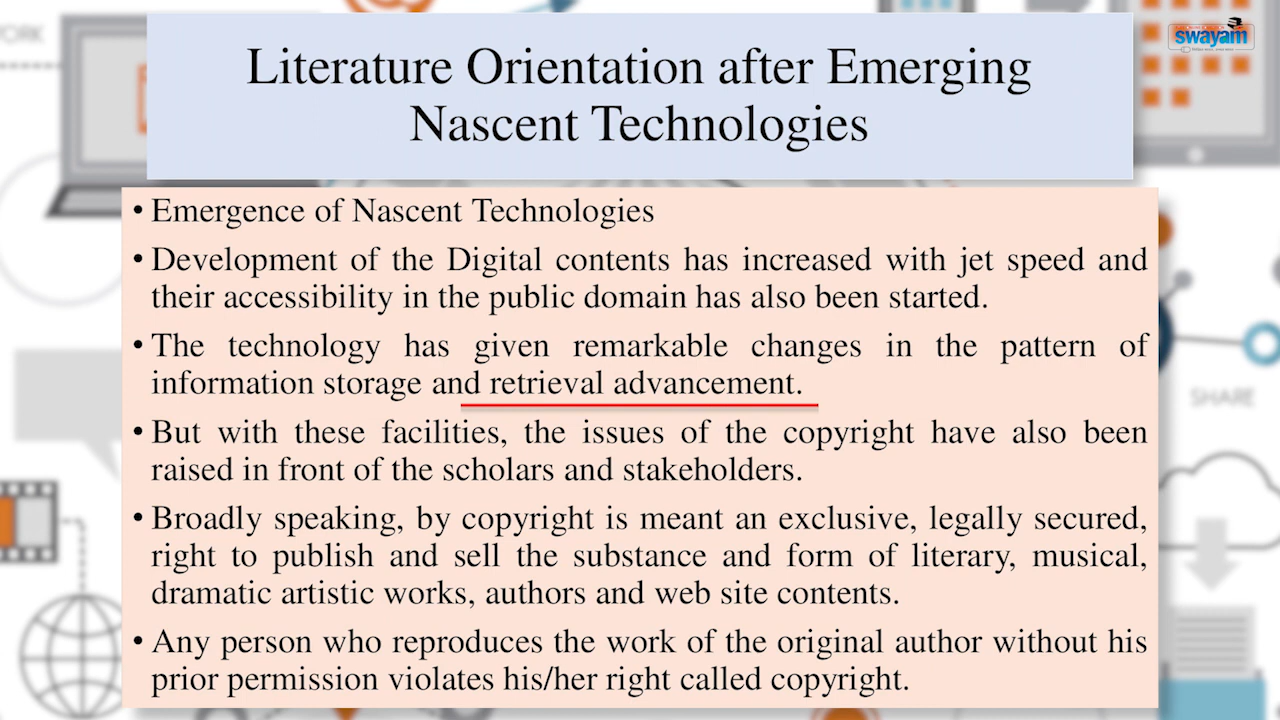 WORK
swayam
Literature Orientation after Emerging
Nascent Technologies
• Emergence of Nascent Technologies
• Development of the Digital contents has increased with jet speed and
their accessibility in the public domain has also been started.
• The technology has given remarkable changes in the pattern of
information storage and retrieval advancement.
• But with these facilities, the issues of the copyright have also been
raised in front of the scholars and stakeholders.
• Broadly speaking, by copyright is meant an exclusive, legally secured,
right to publish and sell the substance and form of literary, musical,
dramatic artistic works, authors and web site contents.
• Any person who reproduces the work of the original author without his
prior permission violates his/her right called copyright.
SHARE